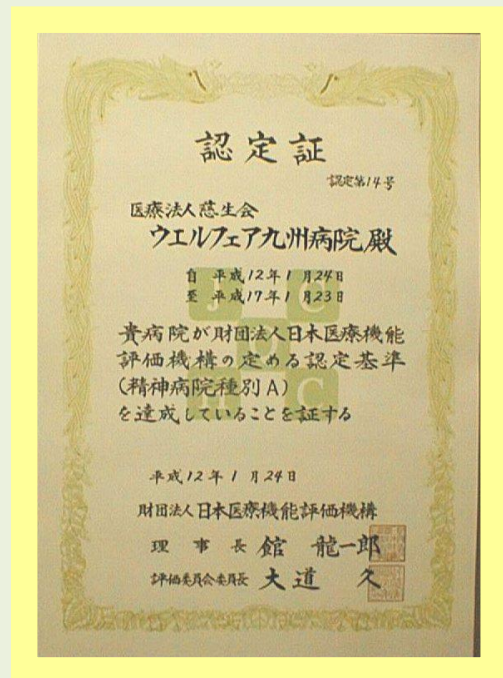 認定証
認定第14号
医療法人慈生会
ウエルフェア九州病院殿
自 平成12年1月24日
至 平成17年1月23日
貴病院が財団法人日本医療機能
評価機構の定める認定基準
(精神病院種別A)
を達成していることを証する
平成12年1月24日
財団法人日本医療機能評価機構
理事長 館 龍一郎
評価委員会委員長 大道 久